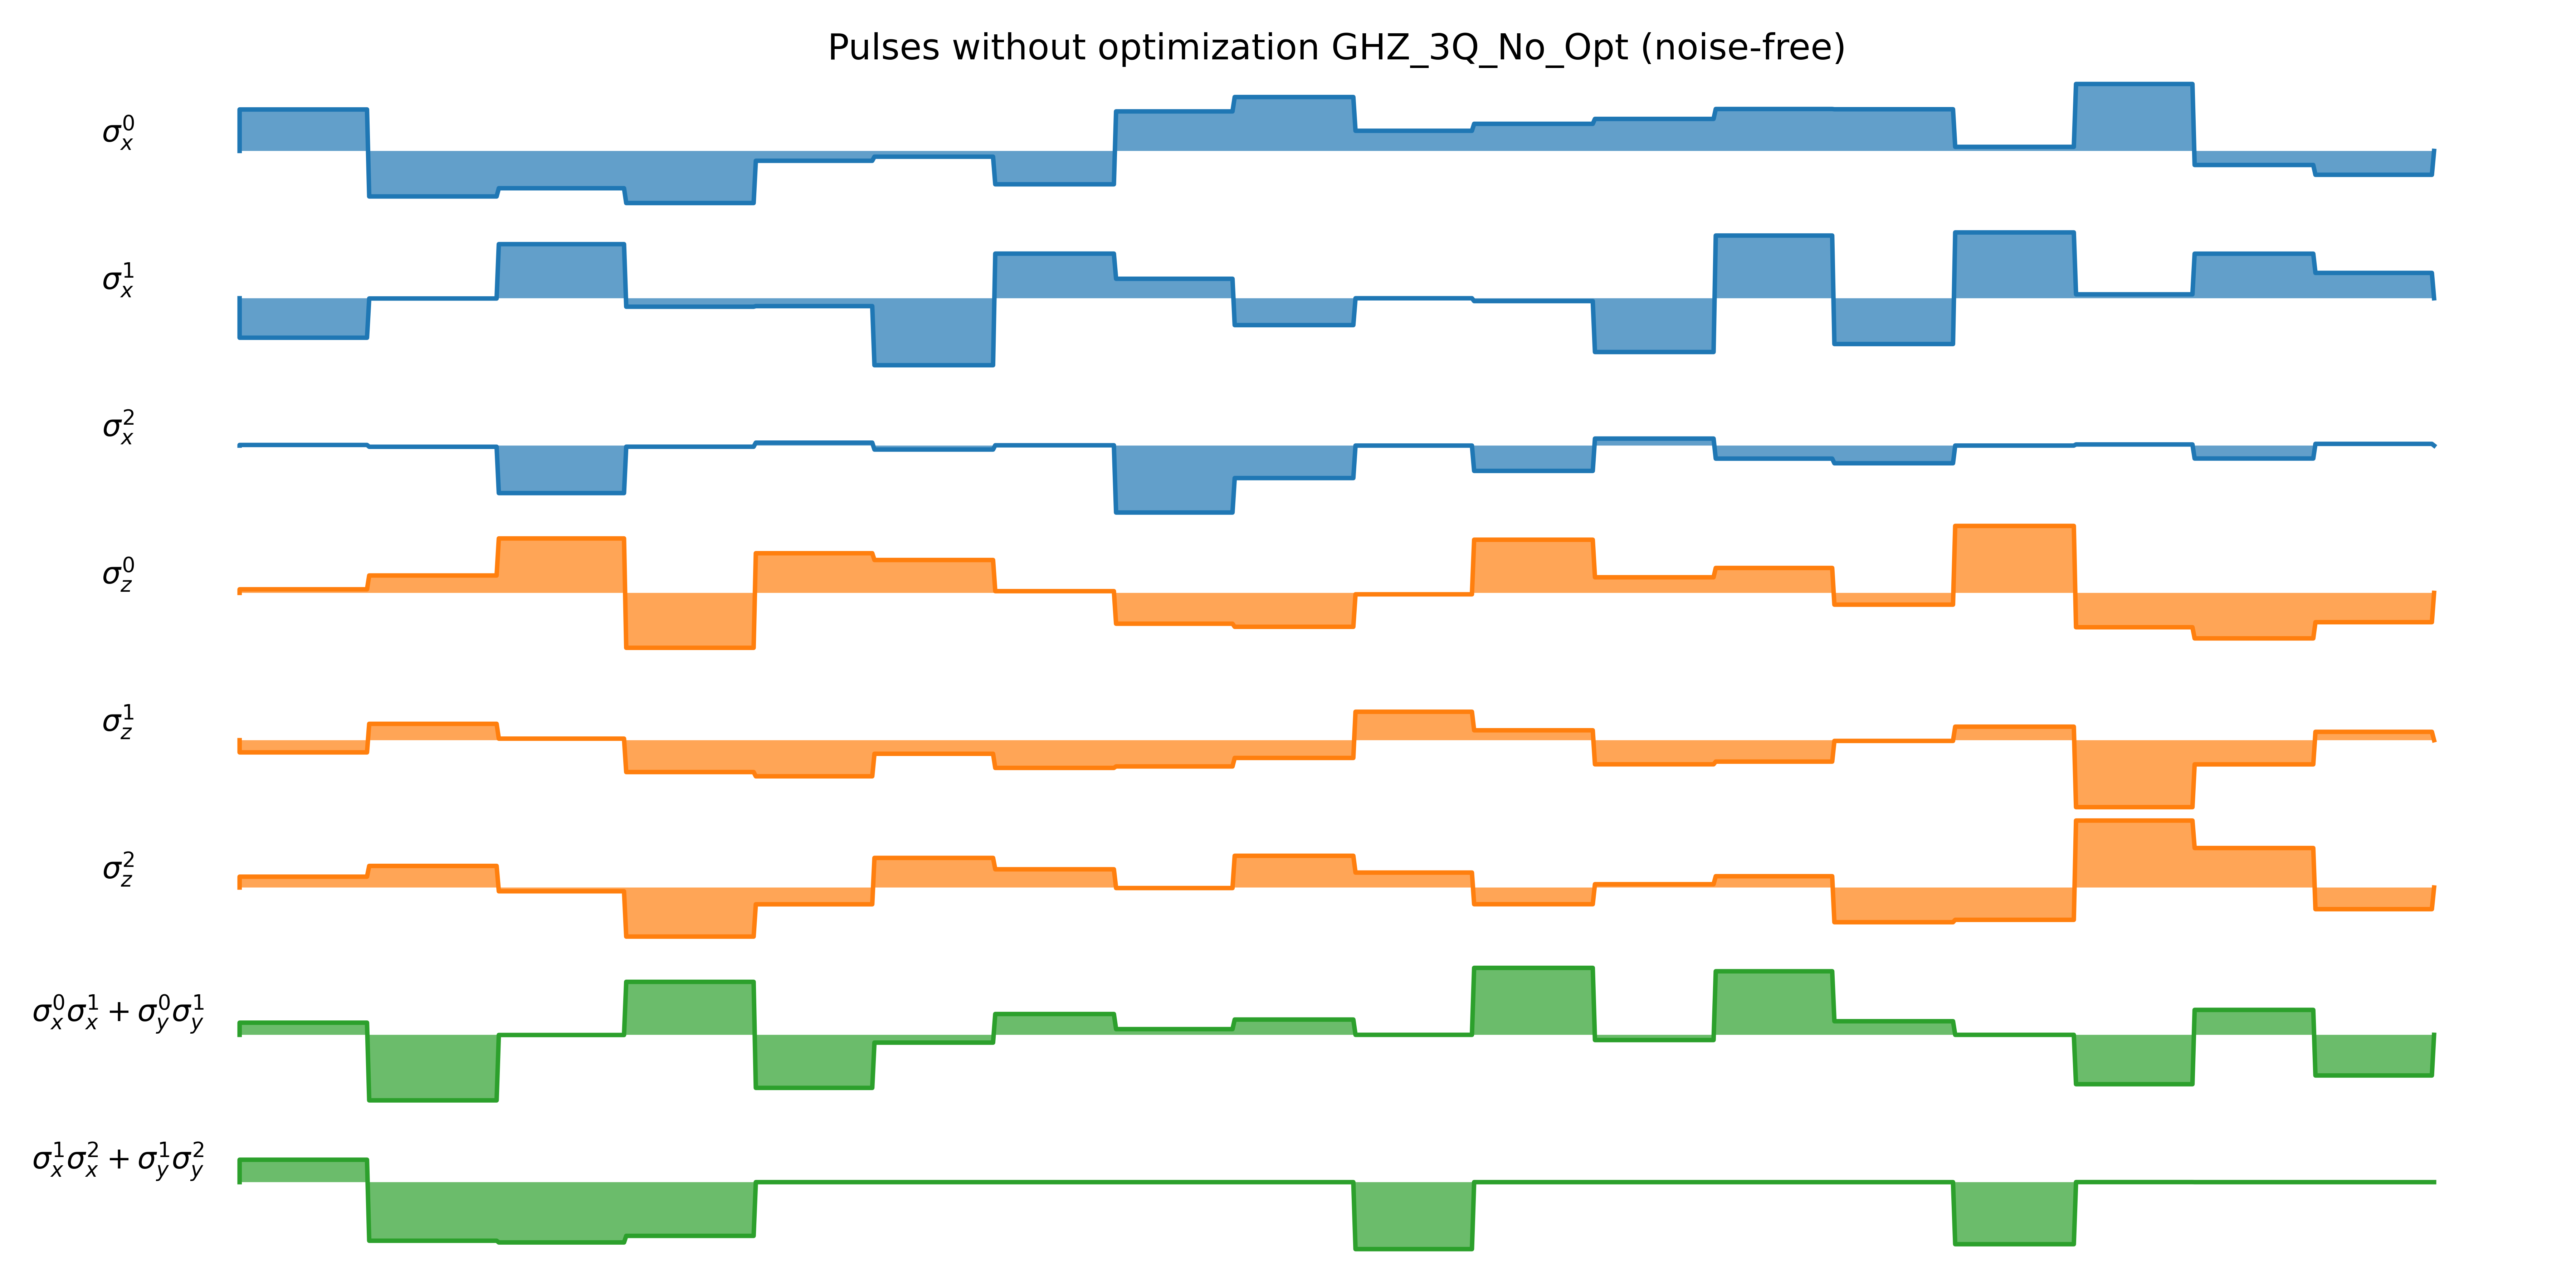 Pulses without optimization GHZ_3Q_No_Opt (noise-free)
σ_x^0
σ_x^1
σ_x^2
σ_z^0
σ_z^1
σ_z^2
σ_x^0σ_x^1 + σ_y^0σ_y^1
σ_x^1σ_x^2 + σ_y^1σ_y^2